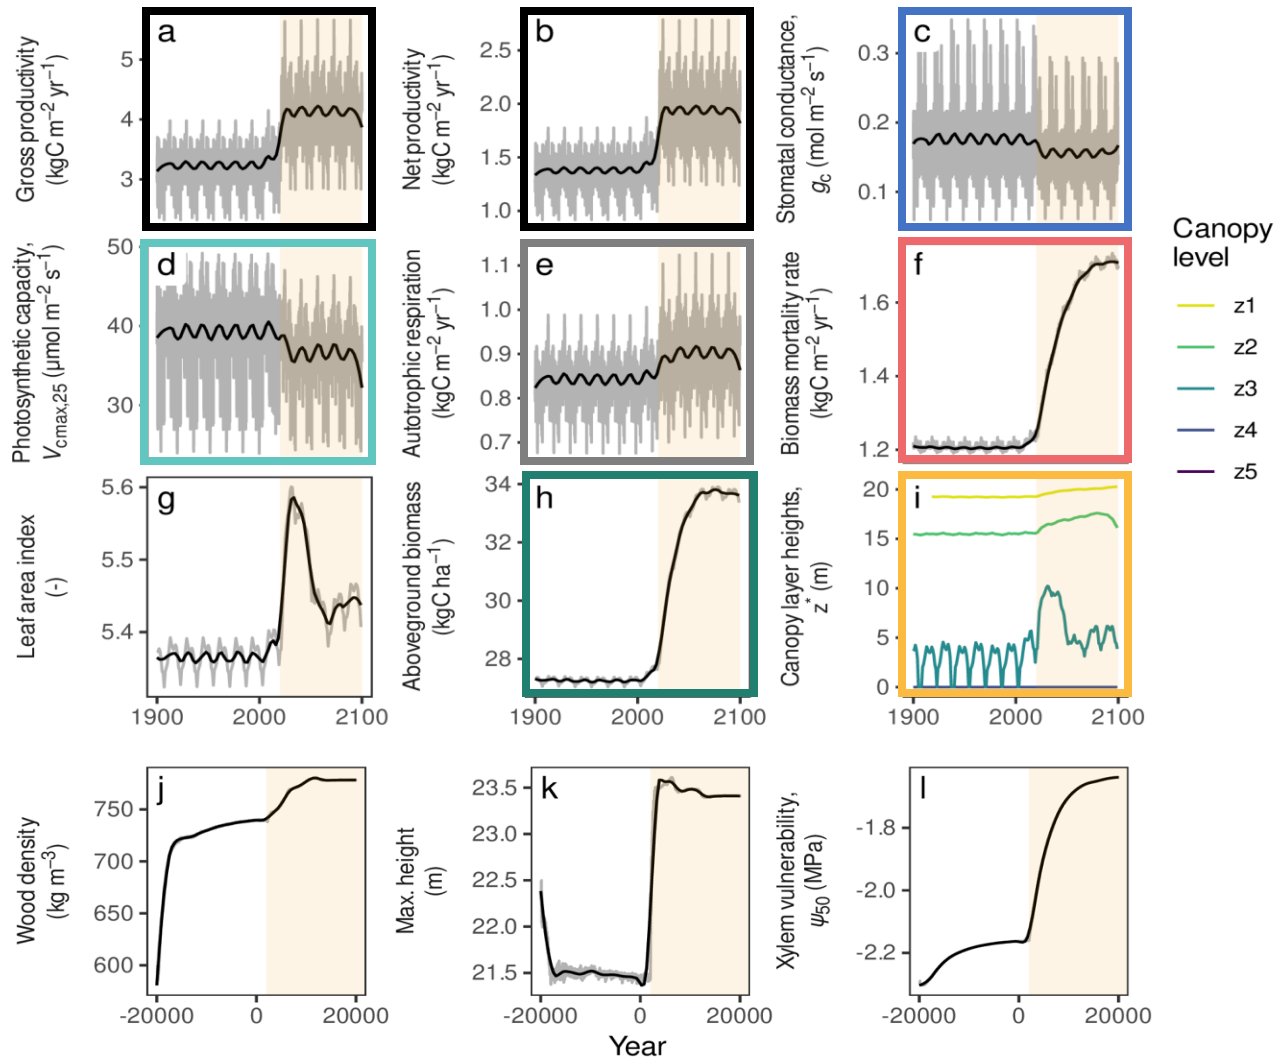 a
Gross productivity
(kgC m−2 yr−1)
5
4
3
b
Net productivity
(kgC m−2 yr−1)
2.5
2.0
1.5
1.0
c
Stomatal conductance,
gc (mol m−2 s−1)
0.3
0.2
0.1
d
Photosynthetic capacity,
Vcmax,25 (μmol m−2 s−1)
50
40
30
e
Autotrophic respiration
(kgC m−2 yr−1)
1.1
1.0
0.9
0.8
0.7
f
Biomass mortality rate
(kgC m−2 yr−1)
1.6
1.4
1.2
Canopy
level
z1
z2
z3
z4
z5
g
Leaf area index
(-)
5.6
5.5
5.4
1900 2000 2100
h
Aboveground biomass
(kgC ha−1)
34
32
30
28
1900 2000 2100
i
Canopy layer heights,
z* (m)
20
15
10
5
0
1900 2000 2100
j
Wood density
(kg m−3)
750
700
650
600
-20000 0 20000
k
Max. height
(m)
23.5
23.0
22.5
22.0
21.5
-20000 0 20000
l
Xylem vulnerability,
ψ50 (MPa)
-1.8
-2.0
-2.2
-20000 0 20000
Year